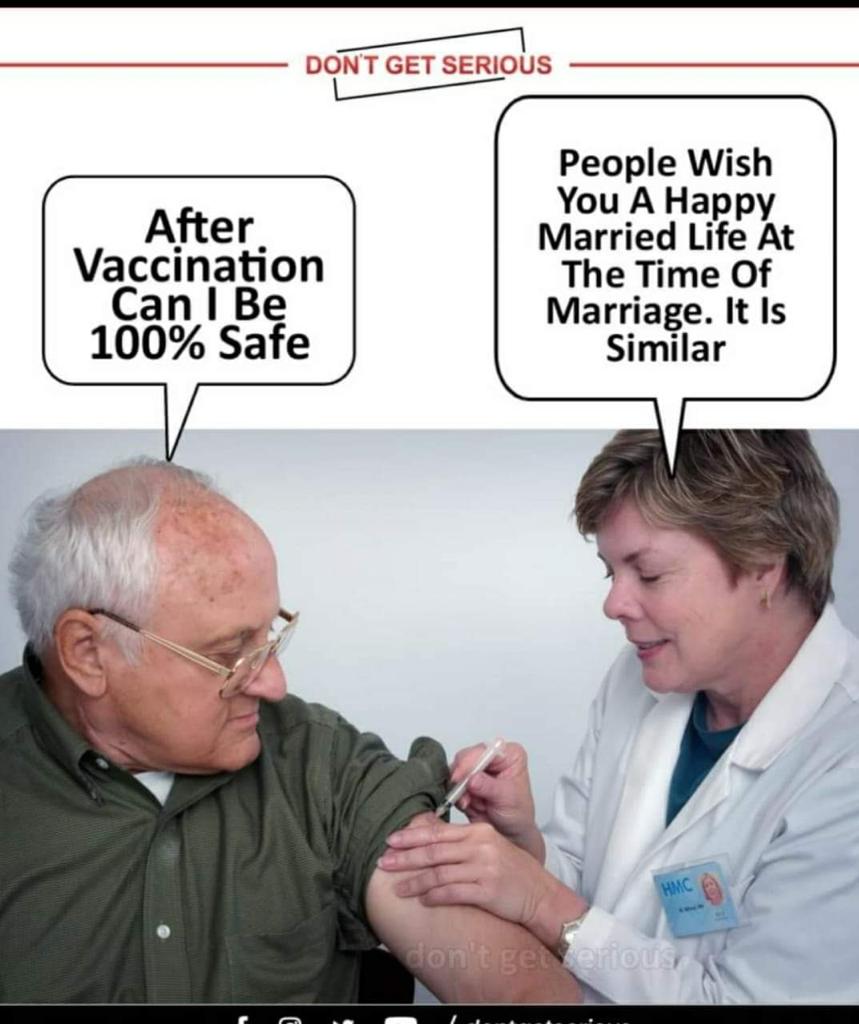 DON'T GET SERIOUS
After
Vaccination
Can I Be
100% Safe
People Wish
You A Happy
Married Life At
The Time Of
Marriage. It Is
Similar
HMC
don't get serious